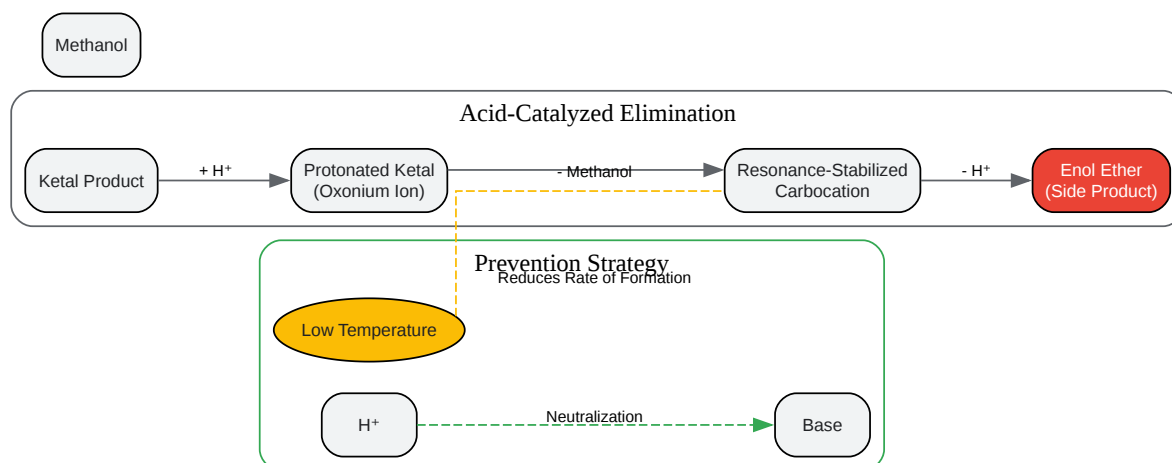 Methanol
Acid-Catalyzed Elimination
Ketal Product
+ H⁺
Protonated Ketal
(Oxonium Ion)
- Methanol
Resonance-Stabilized
Carbocation
- H⁺
Enol Ether
(Side Product)
Prevention Strategy
Reduces Rate of Formation
Low Temperature
H⁺
Neutralization
Base